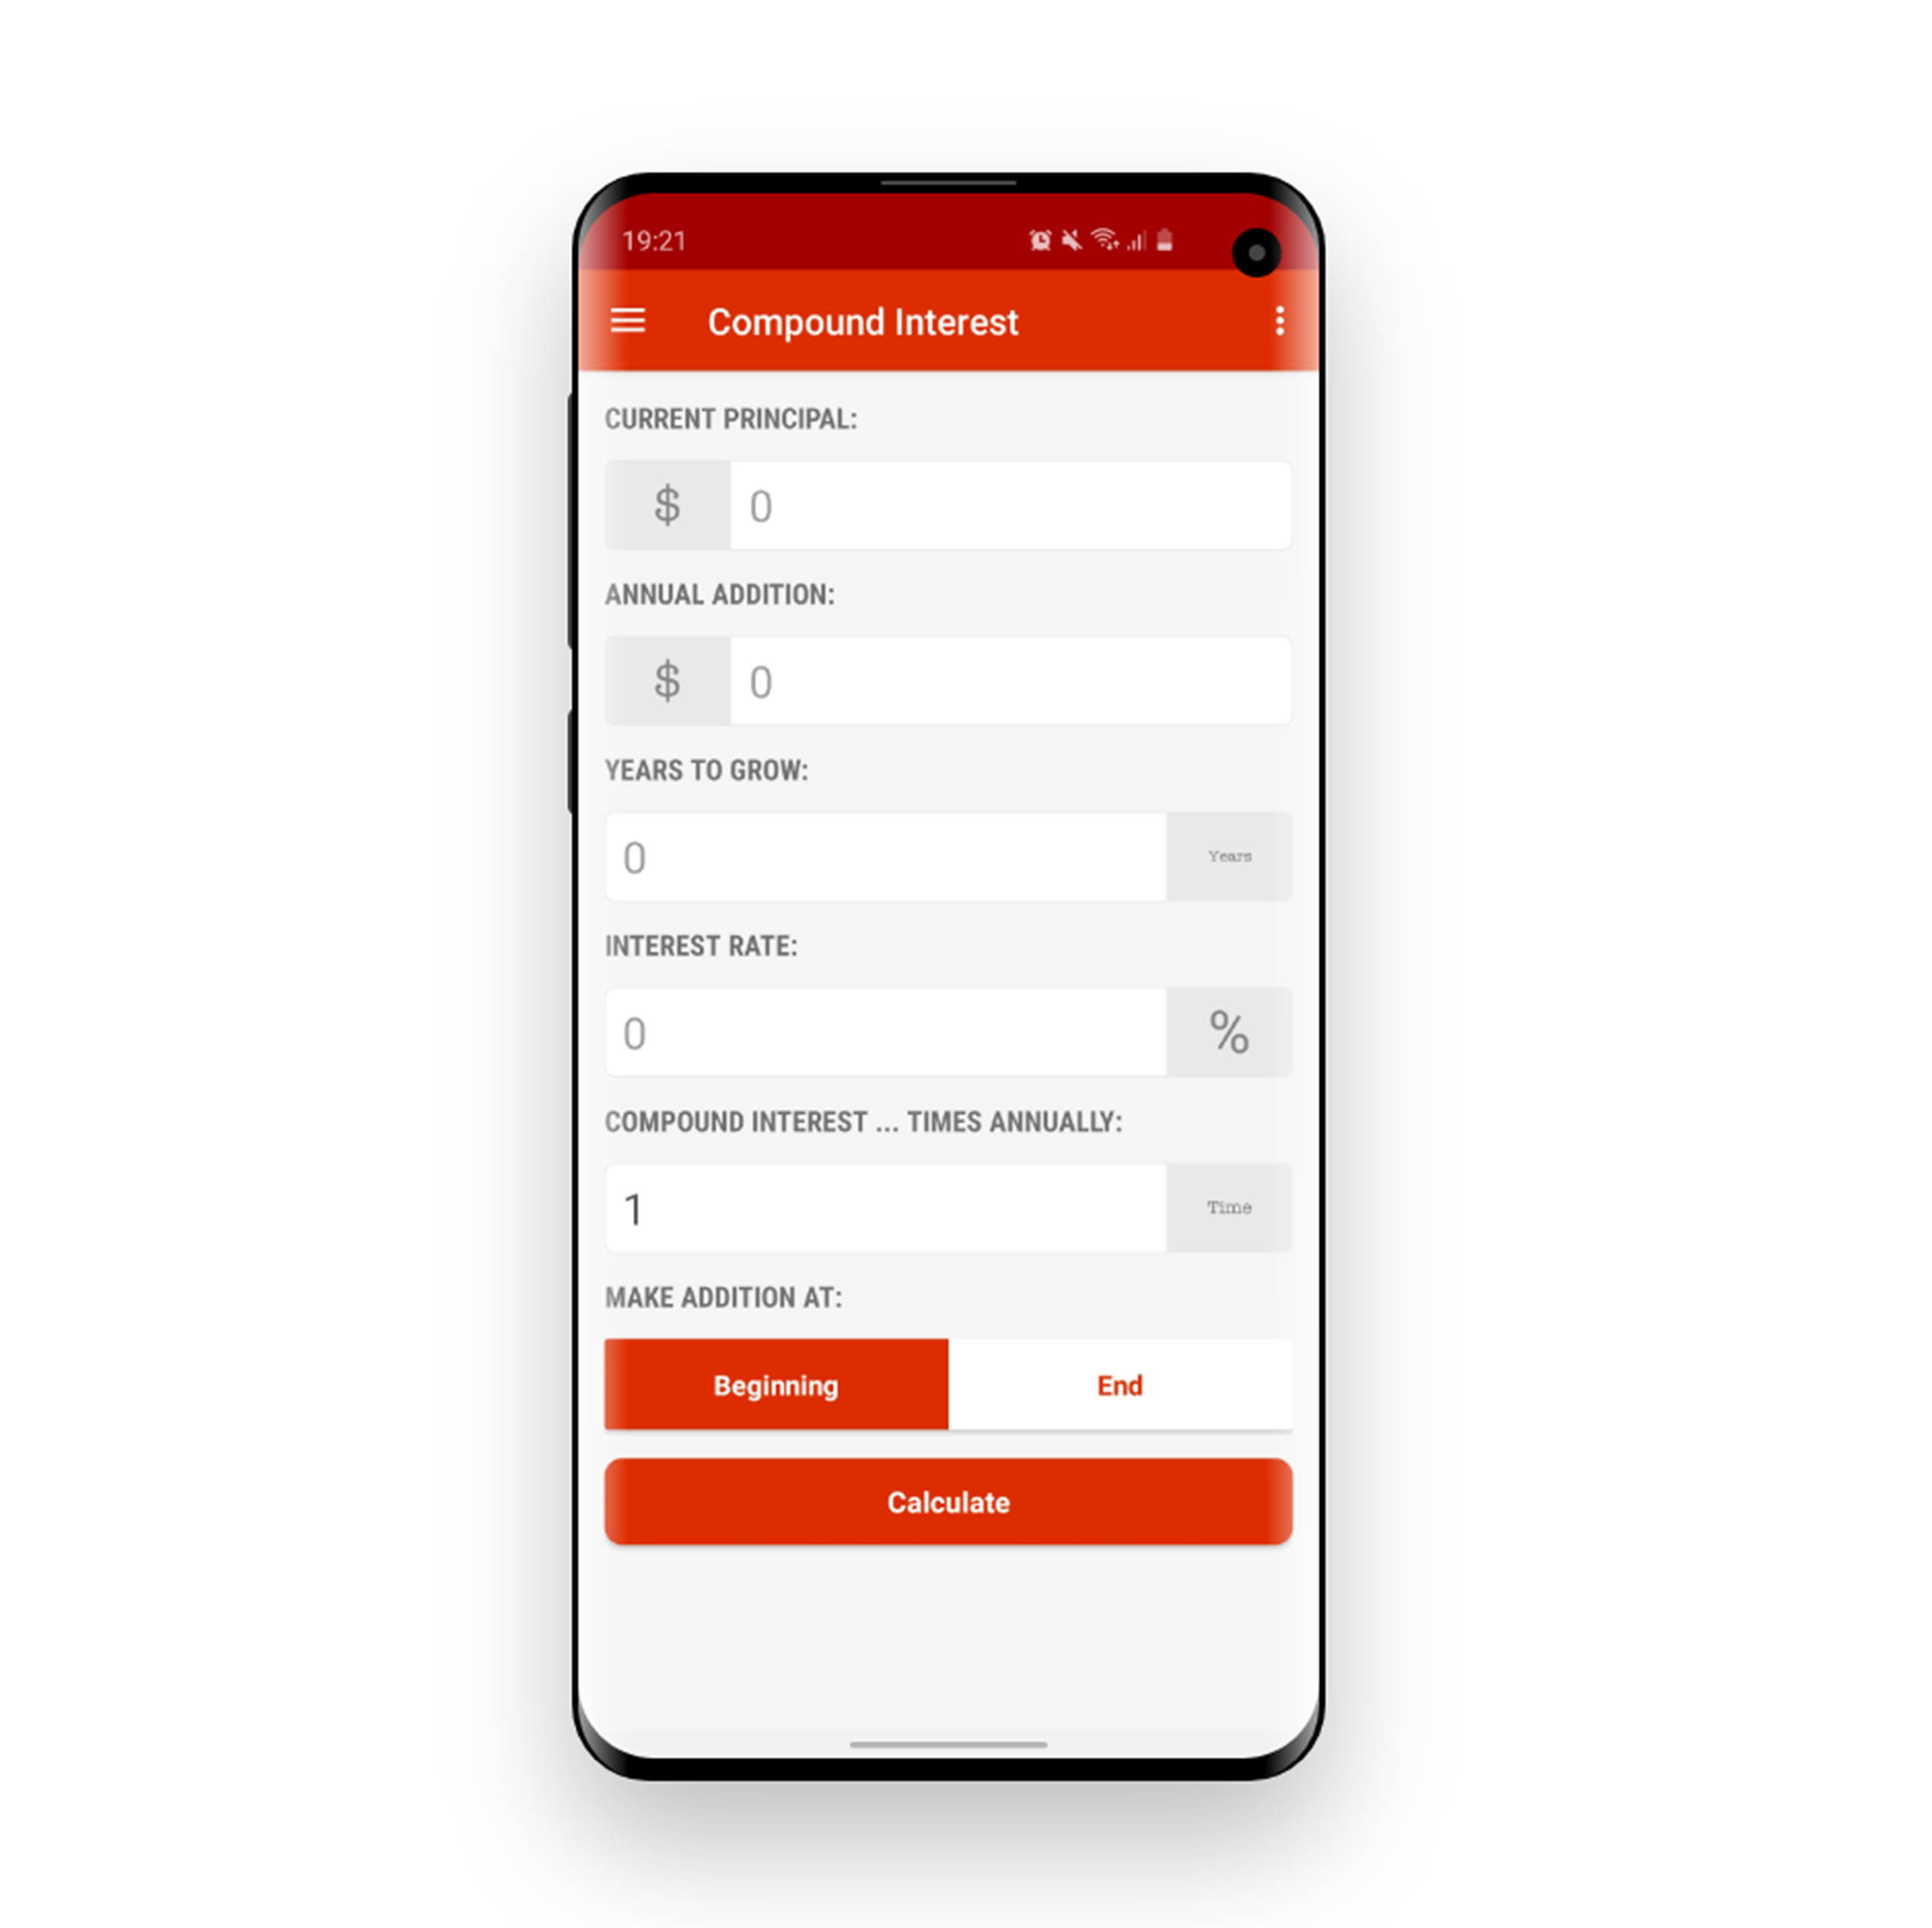 19:21
Compound Interest
CURRENT PRINCIPAL:
$ 0
ANNUAL ADDITION:
$ 0
YEARS TO GROW:
0 Years
INTEREST RATE:
0 %
COMPOUND INTEREST ... TIMES ANNUALLY:
1 Time
MAKE ADDITION AT:
Beginning End
Calculate